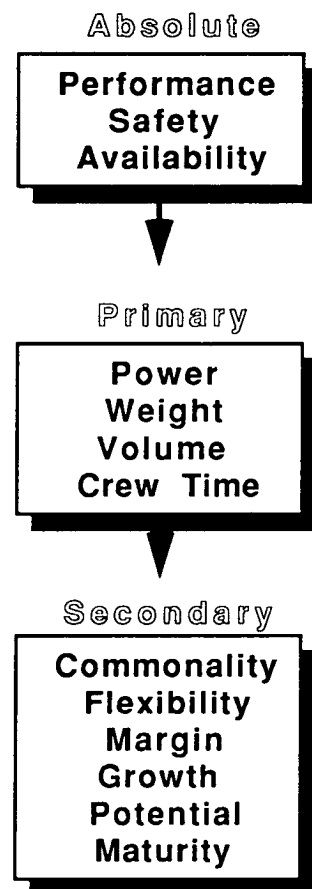 Absolute
Performance
Safety
Availability
Primary
Power
Weight
Volume
Crew Time
Secondary
Commonality
Flexibility
Margin
Growth
Potential
Maturity